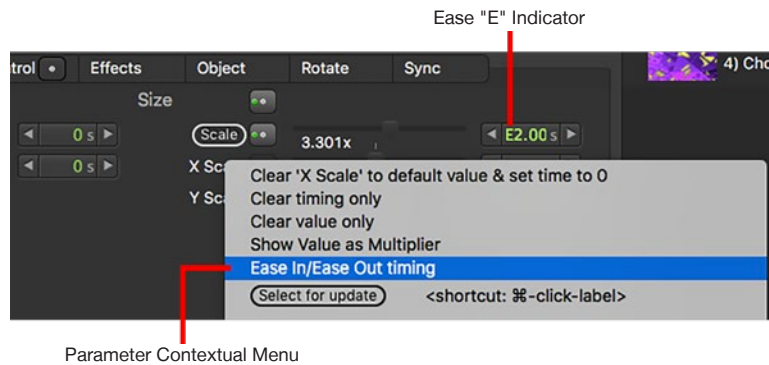 Ease "E" Indicator
trol Effects Object Rotate Sync 4) Cho
Size
0 s Scale 3.301x E2.00 s
0 s X Sc
Y Sc
Clear 'X Scale' to default value & set time to 0
Clear timing only
Clear value only
Show Value as Multiplier
Ease In/Ease Out timing
Select for update <shortcut: ⌘-click-label>
Parameter Contextual Menu